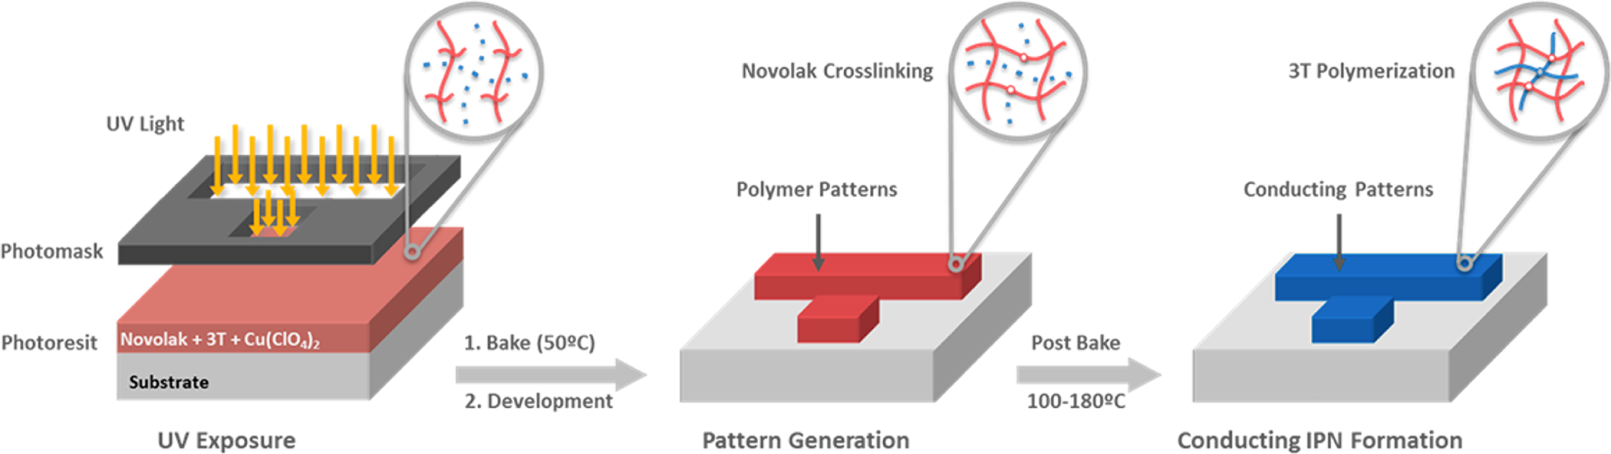 UV Light
Photomask
Photoresit
Novolak + 3T + Cu(ClO₄)₂
Substrate
UV Exposure
1. Bake (50ºC)
2. Development
Novolak Crosslinking
Polymer Patterns
Pattern Generation
Post Bake
100-180ºC
3T Polymerization
Conducting Patterns
Conducting IPN Formation